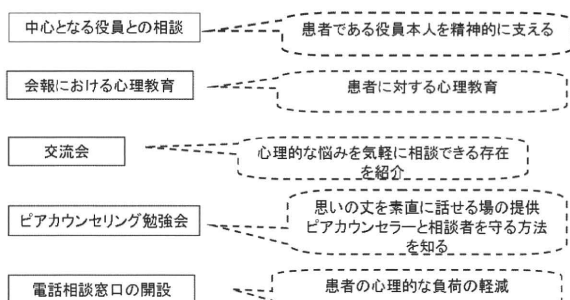 中心となる役員との相談
患者である役員本人を精神的に支える
会報における心理教育
患者に対する心理教育
交流会
心理的な悩みを気軽に相談できる存在
を紹介
ピアカウンセリング勉強会
思いの丈を素直に話せる場の提供
ピアカウンセラーと相談者を守る方法
を知る
電話相談窓口の開設
患者の心理的な負荷の軽減